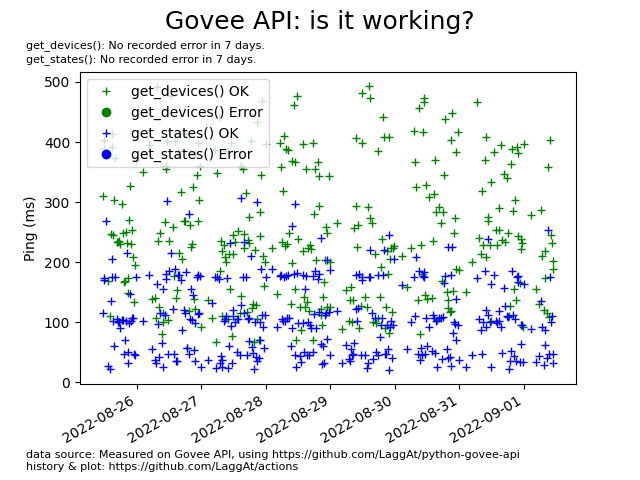 Govee API: is it working?
get_devices(): No recorded error in 7 days.
get_states(): No recorded error in 7 days.
get_devices() OK
get_devices() Error
get_states() OK
get_states() Error
500
400
300
200
100
0
Ping (ms)
2022-08-26
2022-08-27
2022-08-28
2022-08-29
2022-08-30
2022-08-31
2022-09-01
data source: Measured on Govee API, using https://github.com/LaggAt/python-govee-api
history & plot: https://github.com/LaggAt/actions